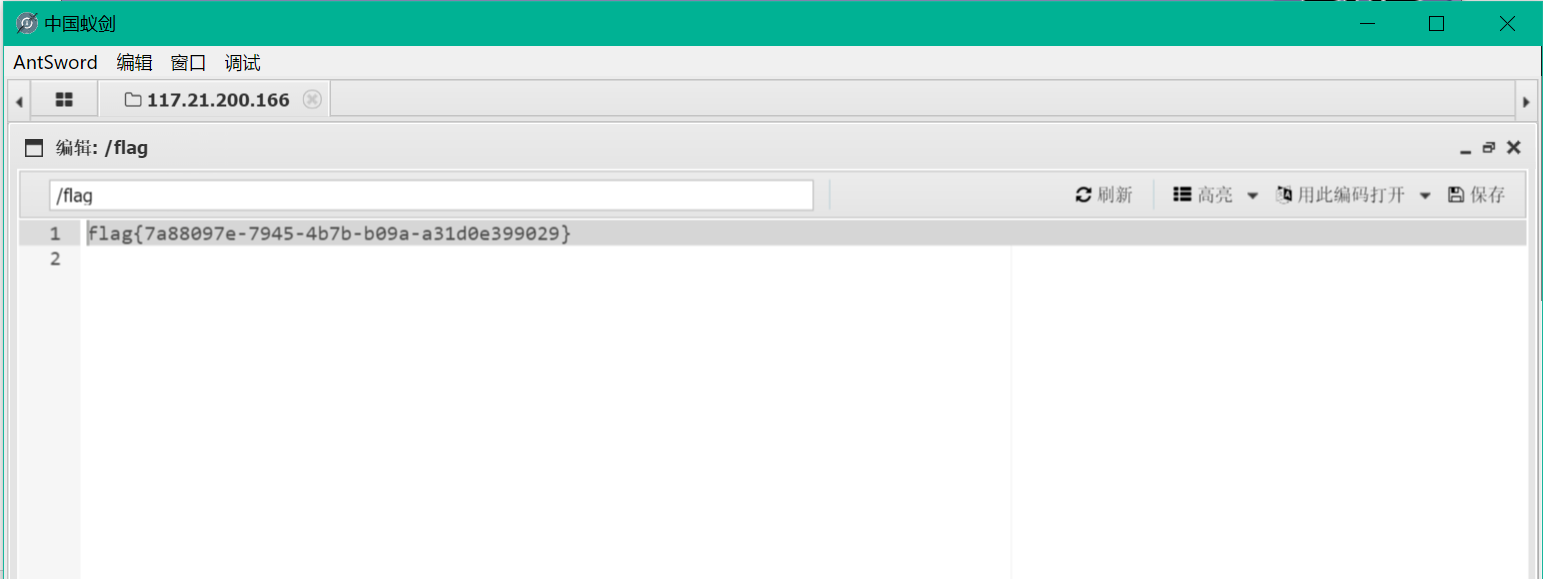 中国蚁剑
AntSword 编辑 窗口 调试
117.21.200.166
编辑: /flag
/flag 刷新 高亮 用此编码打开 保存
1 flag{7a88097e-7945-4b7b-b09a-a31d0e399029}
2